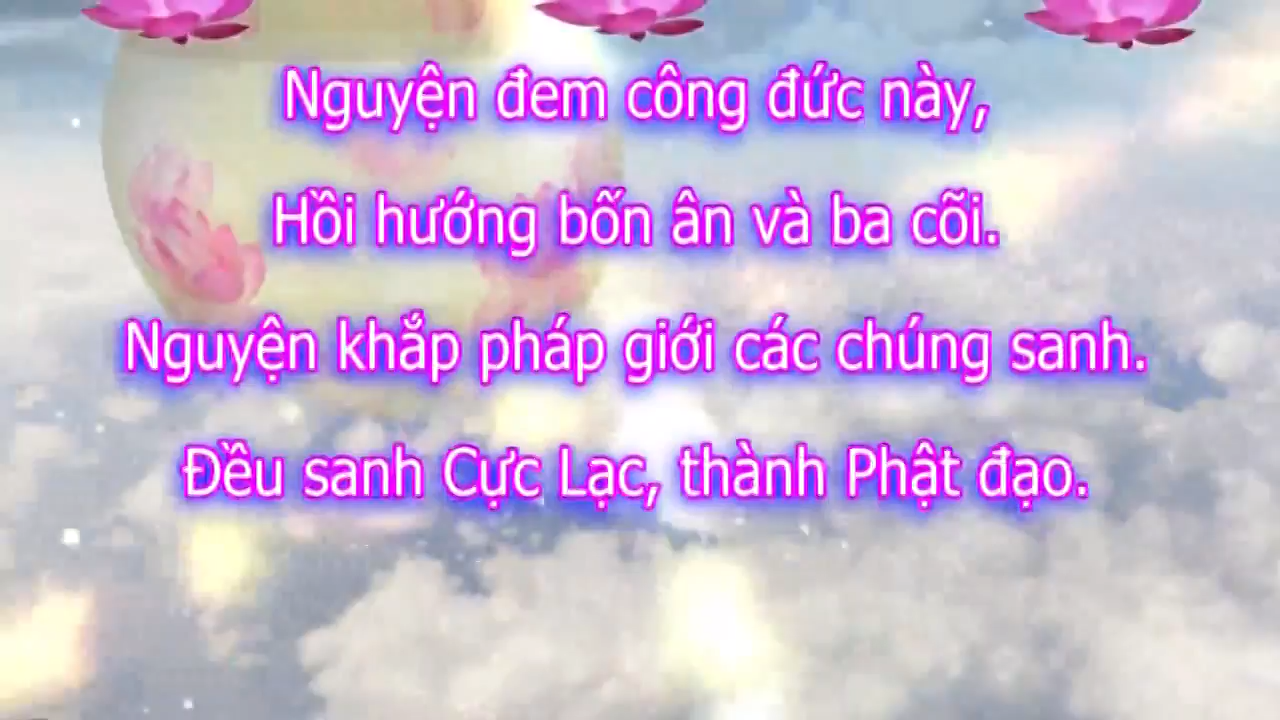 Nguyện đem công đức này,
Hồi hướng bốn ân và ba cõi.
Nguyện khắp pháp giới các chúng sanh.
Đều sanh Cực Lạc, thành Phật đạo.